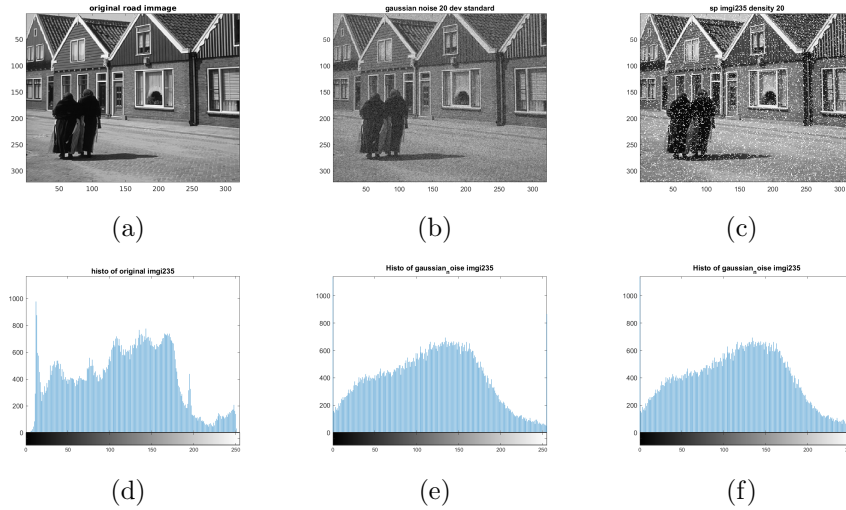 original road immage
gaussian noise 20 dev standard
sp imgi235 density 20
50
100
150
200
250
300
50 100 150 200 250 300
50
100
150
200
250
300
50 100 150 200 250 300
50
100
150
200
250
300
50 100 150 200 250 300
(a)
(b)
(c)
histo of original imgi235
Histo of gaussian_noise imgi235
Histo of gaussian_noise imgi235
1000
800
600
400
200
0
0 50 100 150 200 250
1000
800
600
400
200
0
0 50 100 150 200 250
1000
800
600
400
200
0
0 50 100 150 200 250
(d)
(e)
(f)